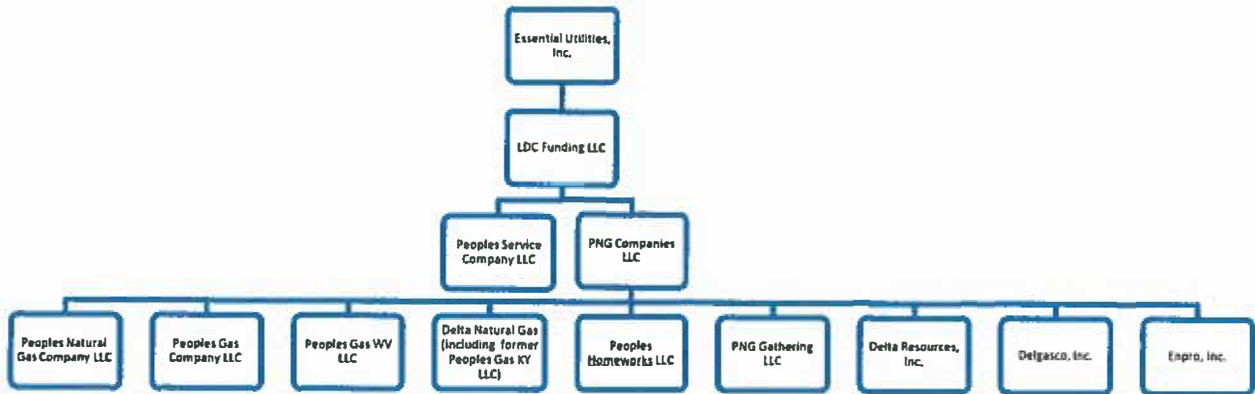 Essential Utilities,
Inc.
LDC Funding LLC
Peoples Service
Company LLC
PNG Companies
LLC
Peoples Natural
Gas Company LLC
Peoples Gas
Company LLC
Peoples Gas WV
LLC
Delta Natural Gas
(including former
Peoples Gas KY
LLC)
Peoples
Homeworks LLC
PNG Gathering
LLC
Delta Resources,
Inc.
Delgasco, Inc.
Enpro, Inc.